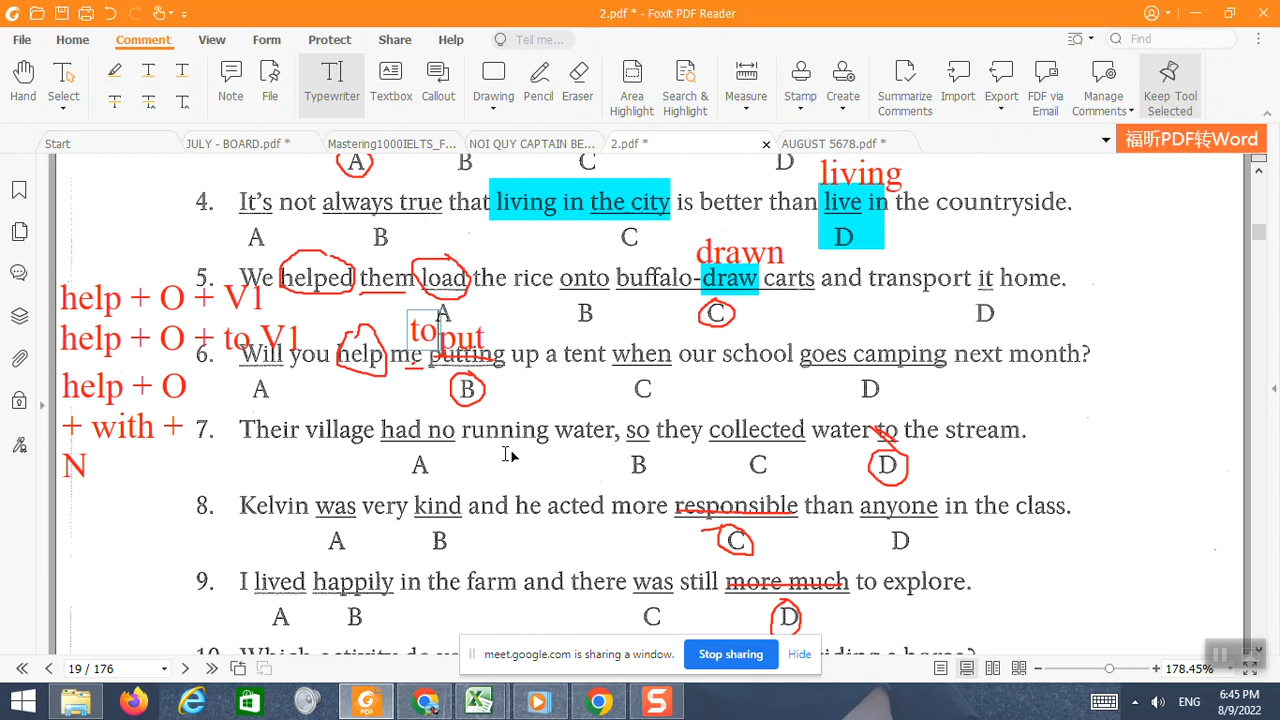 2.pdf * - Foxit PDF Reader
File Home Comment View Form Protect Share Help Tell me... Find
Hand Select Note File Typewriter Textbox Callout Drawing Pencil Eraser Area Highlight Search & Highlight Measure Stamp Create Summarize Comments Import Export PDF via Email Manage Comments Keep Tool Selected
Start JULY - BOARD.pdf * Mastering1000IELTS_F... NOI QUY CAPTAIN BE... 2.pdf * AUGUST 5678.pdf * 福昕PDF转Word
A B C D
living
4. It's not always true that living in the city is better than live in the countryside.
A B C D
drawn
5. We helped them load the rice onto buffalo-draw carts and transport it home.
help + O + V1
A B C D
help + O + to V1
to put
6. Will you help me putting up a tent when our school goes camping next month?
help + O
A B C D
+ with +
7. Their village had no running water, so they collected water to the stream.
N
A B C D
8. Kelvin was very kind and he acted more responsible than anyone in the class.
A B C D
9. I lived happily in the farm and there was still more much to explore.
A B C D
meet.google.com is sharing a window. Stop sharing Hide
19 / 176 178.45%
ENG 6:45 PM
8/9/2022